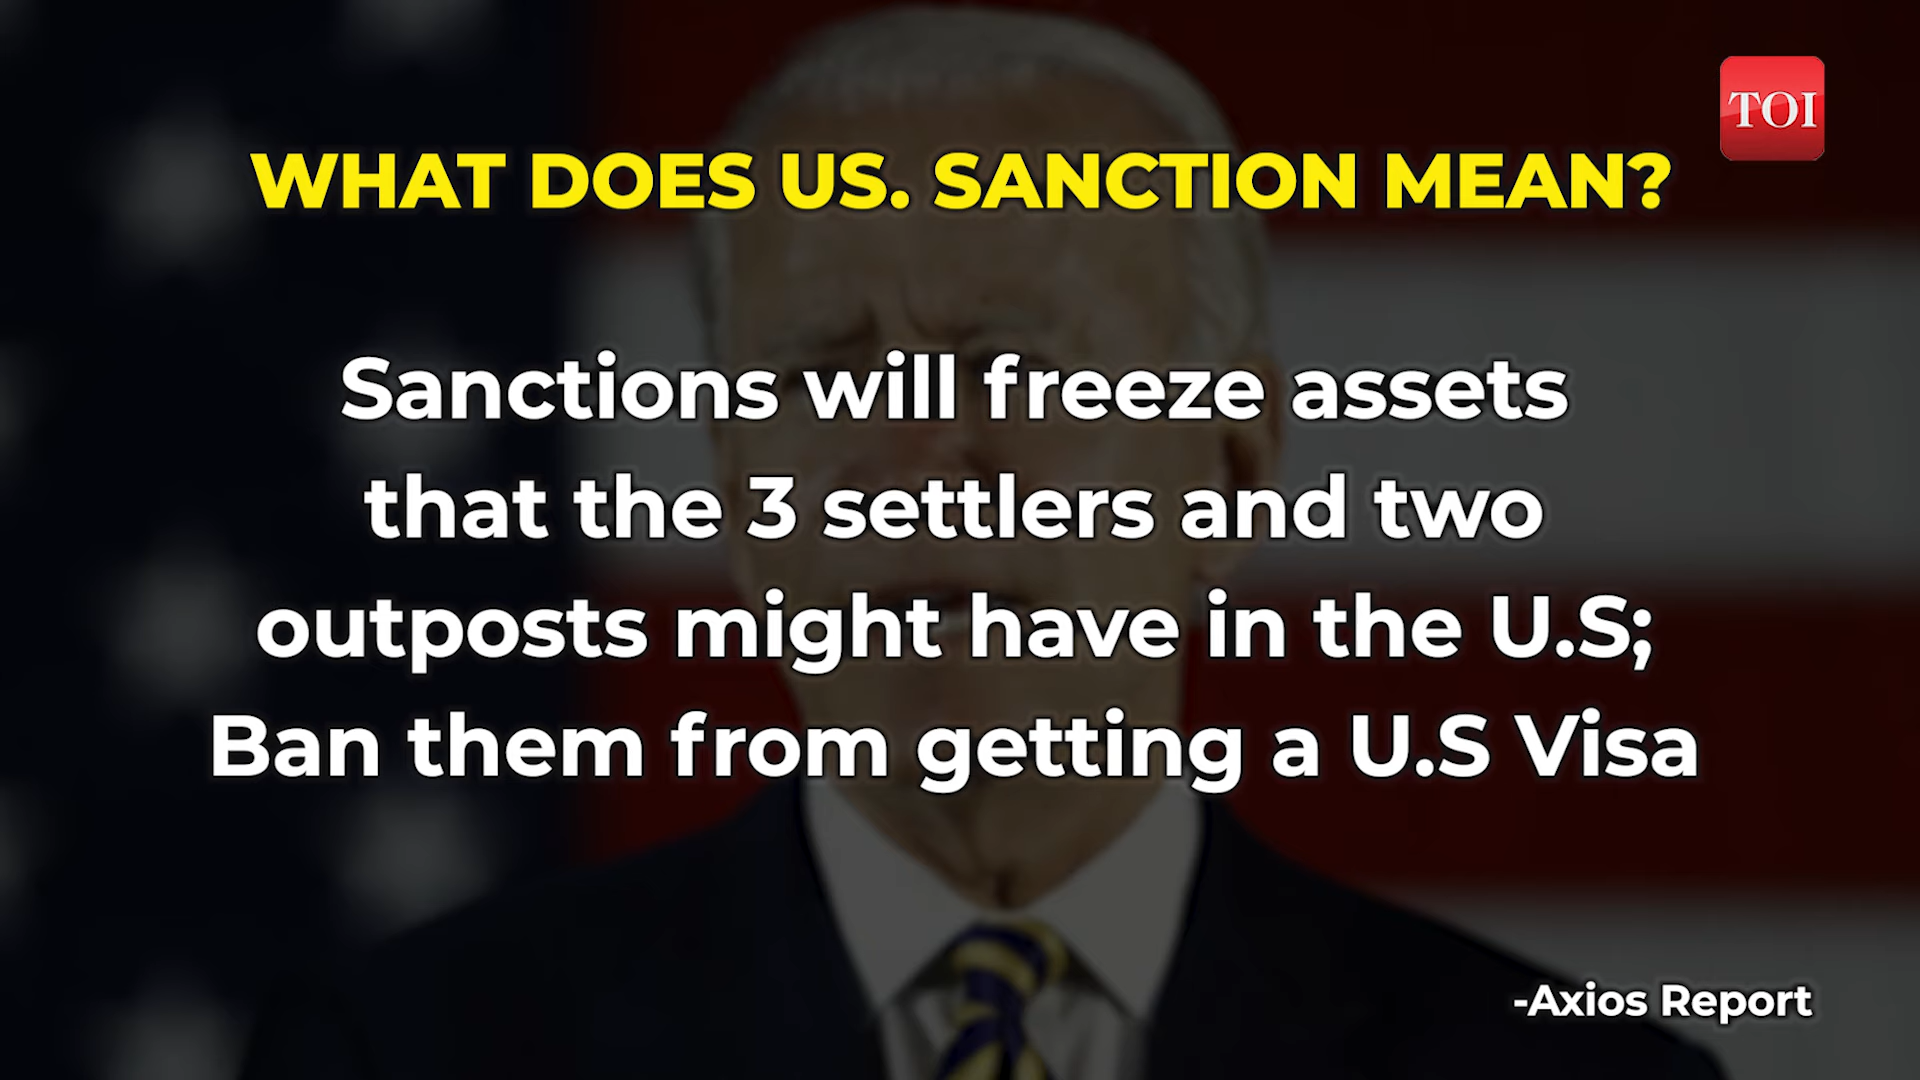 TOI
WHAT DOES US. SANCTION MEAN?
Sanctions will freeze assets
that the 3 settlers and two
outposts might have in the U.S;
Ban them from getting a U.S Visa
-Axios Report